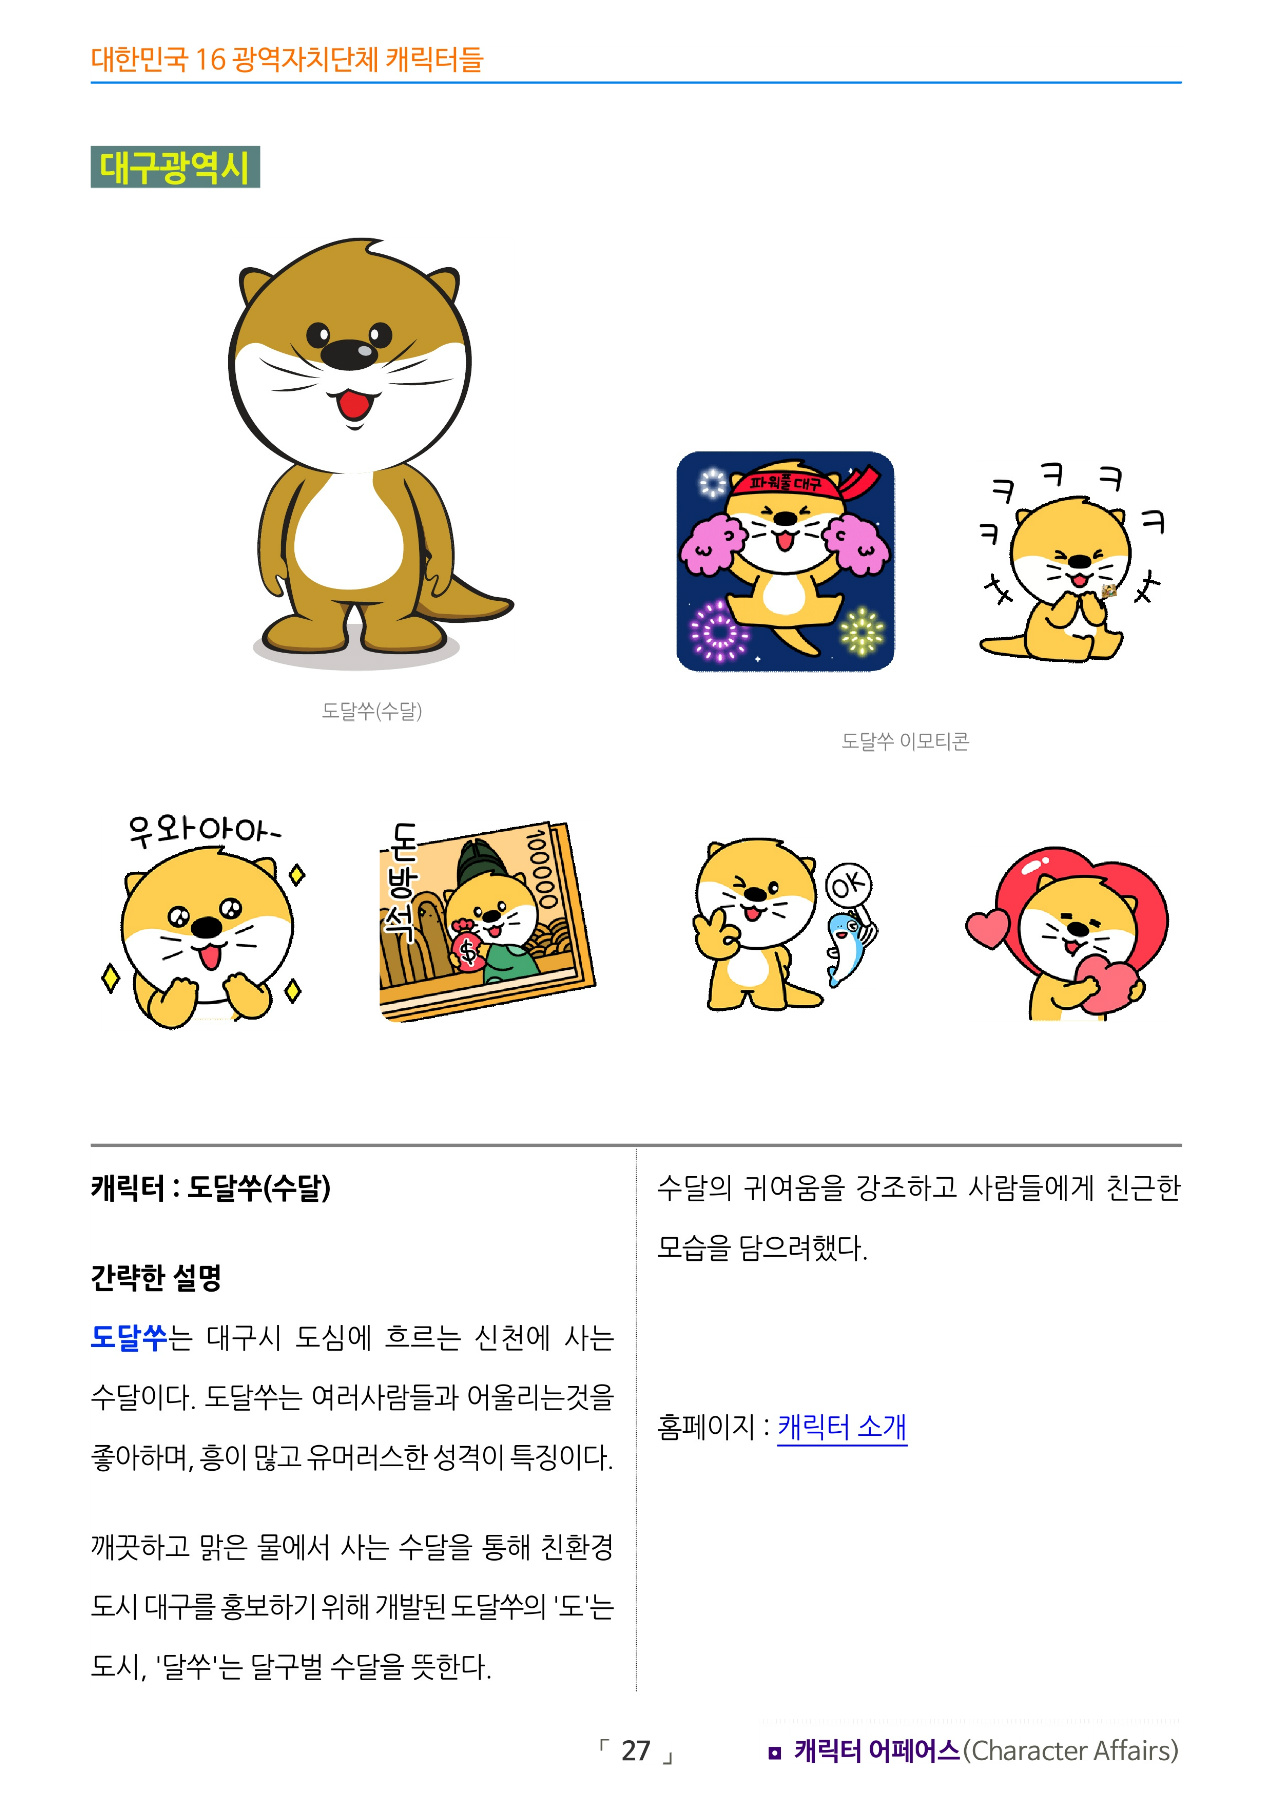 대한민국 16 광역자치단체 캐릭터들
대구광역시
파워풀대구
ㅋ ㅋ ㅋ ㅋ ㅋ
도달쑤(수달)
도달쑤 이모티콘
우와아아~
돈방석
100000
$
OK
캐릭터 : 도달쑤(수달)
간략한 설명
도달쑤는 대구시 도심에 흐르는 신천에 사는
수달이다. 도달쑤는 여러사람들과 어울리는것을
좋아하며, 흥이 많고 유머러스한 성격이 특징이다.
깨끗하고 맑은 물에서 사는 수달을 통해 친환경
도시 대구를 홍보하기 위해 개발된 도달쑤의 '도'는
도시, '달쑤'는 달구벌 수달을 뜻한다.
수달의 귀여움을 강조하고 사람들에게 친근한
모습을 담으려했다.
홈페이지 : 캐릭터 소개
「 27 」
캐릭터 어페어스(Character Affairs)